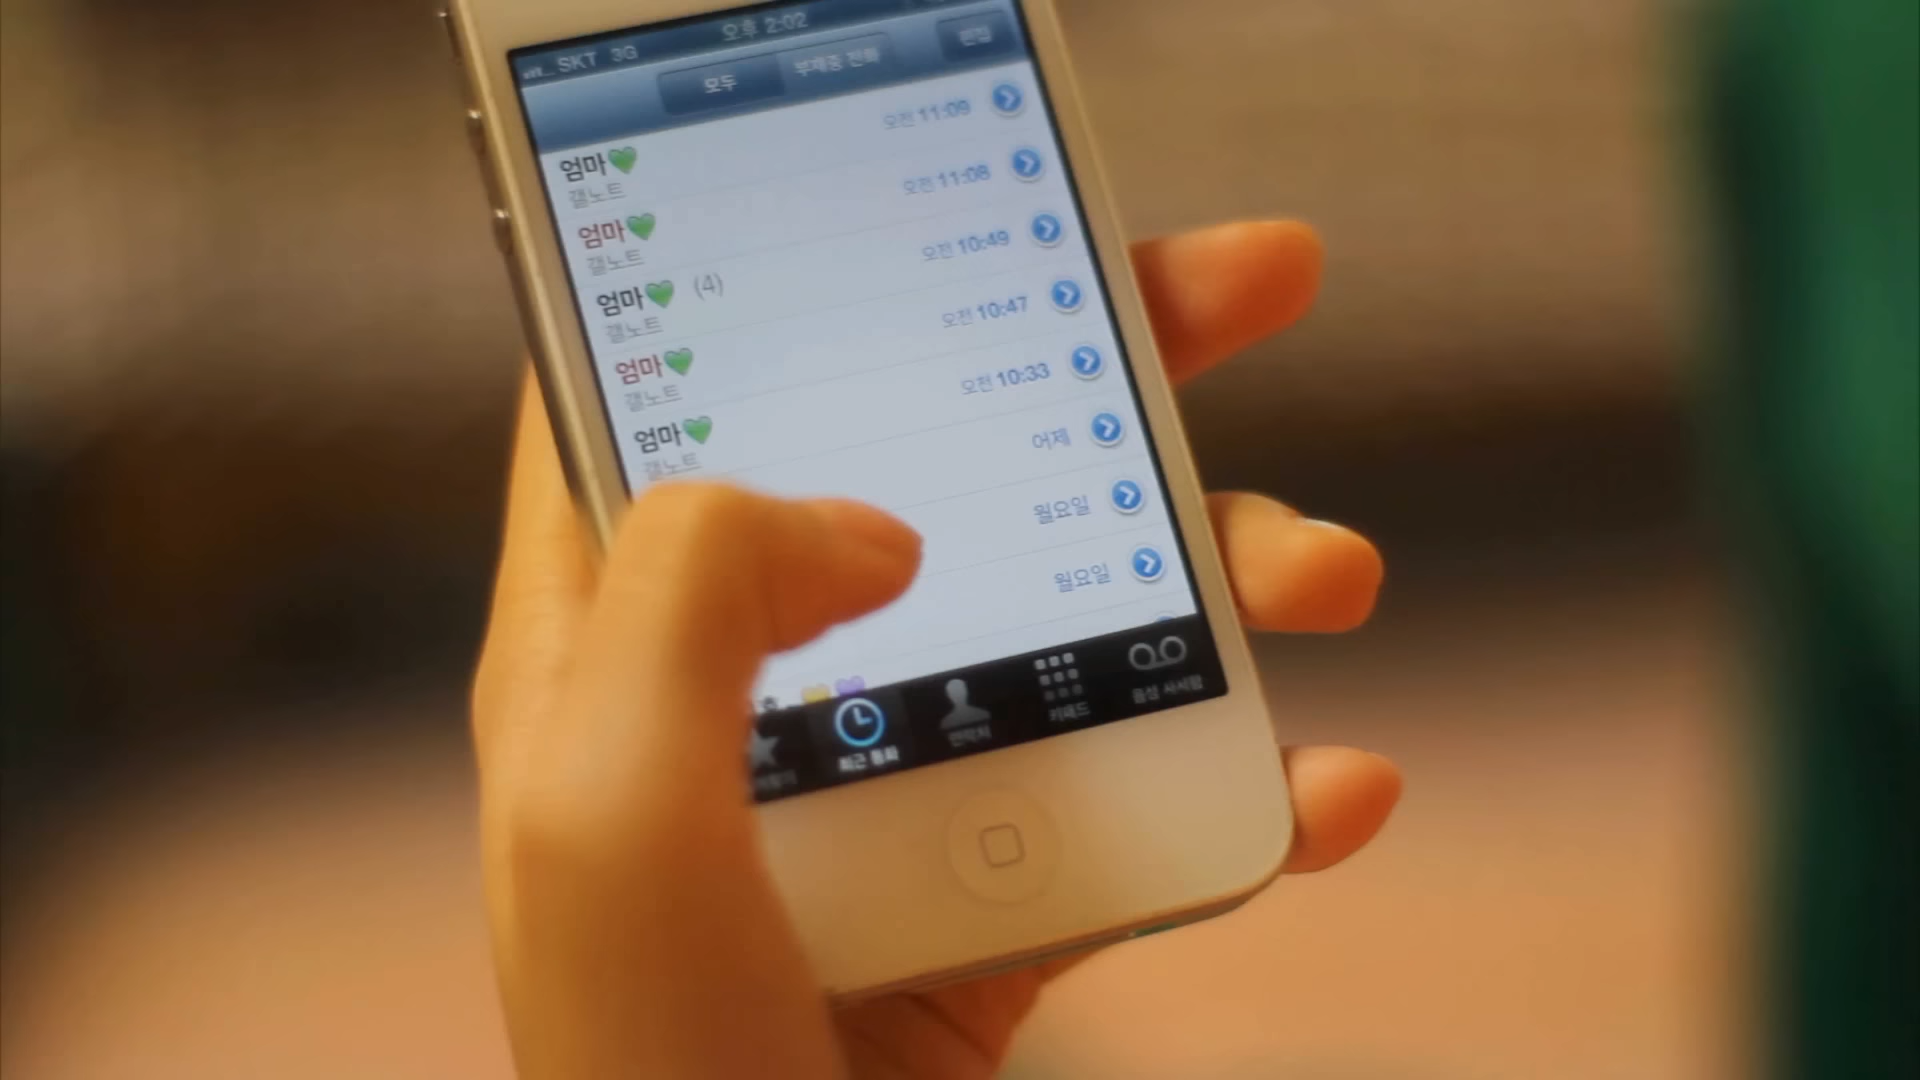 SKT 3G 오후 2:02
모두 부재중 전화 편집
엄마💚 오전 11:09
갤노트
엄마💚 오전 11:08
갤노트
엄마💚 (4) 오전 10:49
갤노트
엄마💚 오전 10:47
갤노트
엄마💚 오전 10:33
갤노트
어제
월요일
월요일
최근 통화 연락처 키패드 음성 사서함